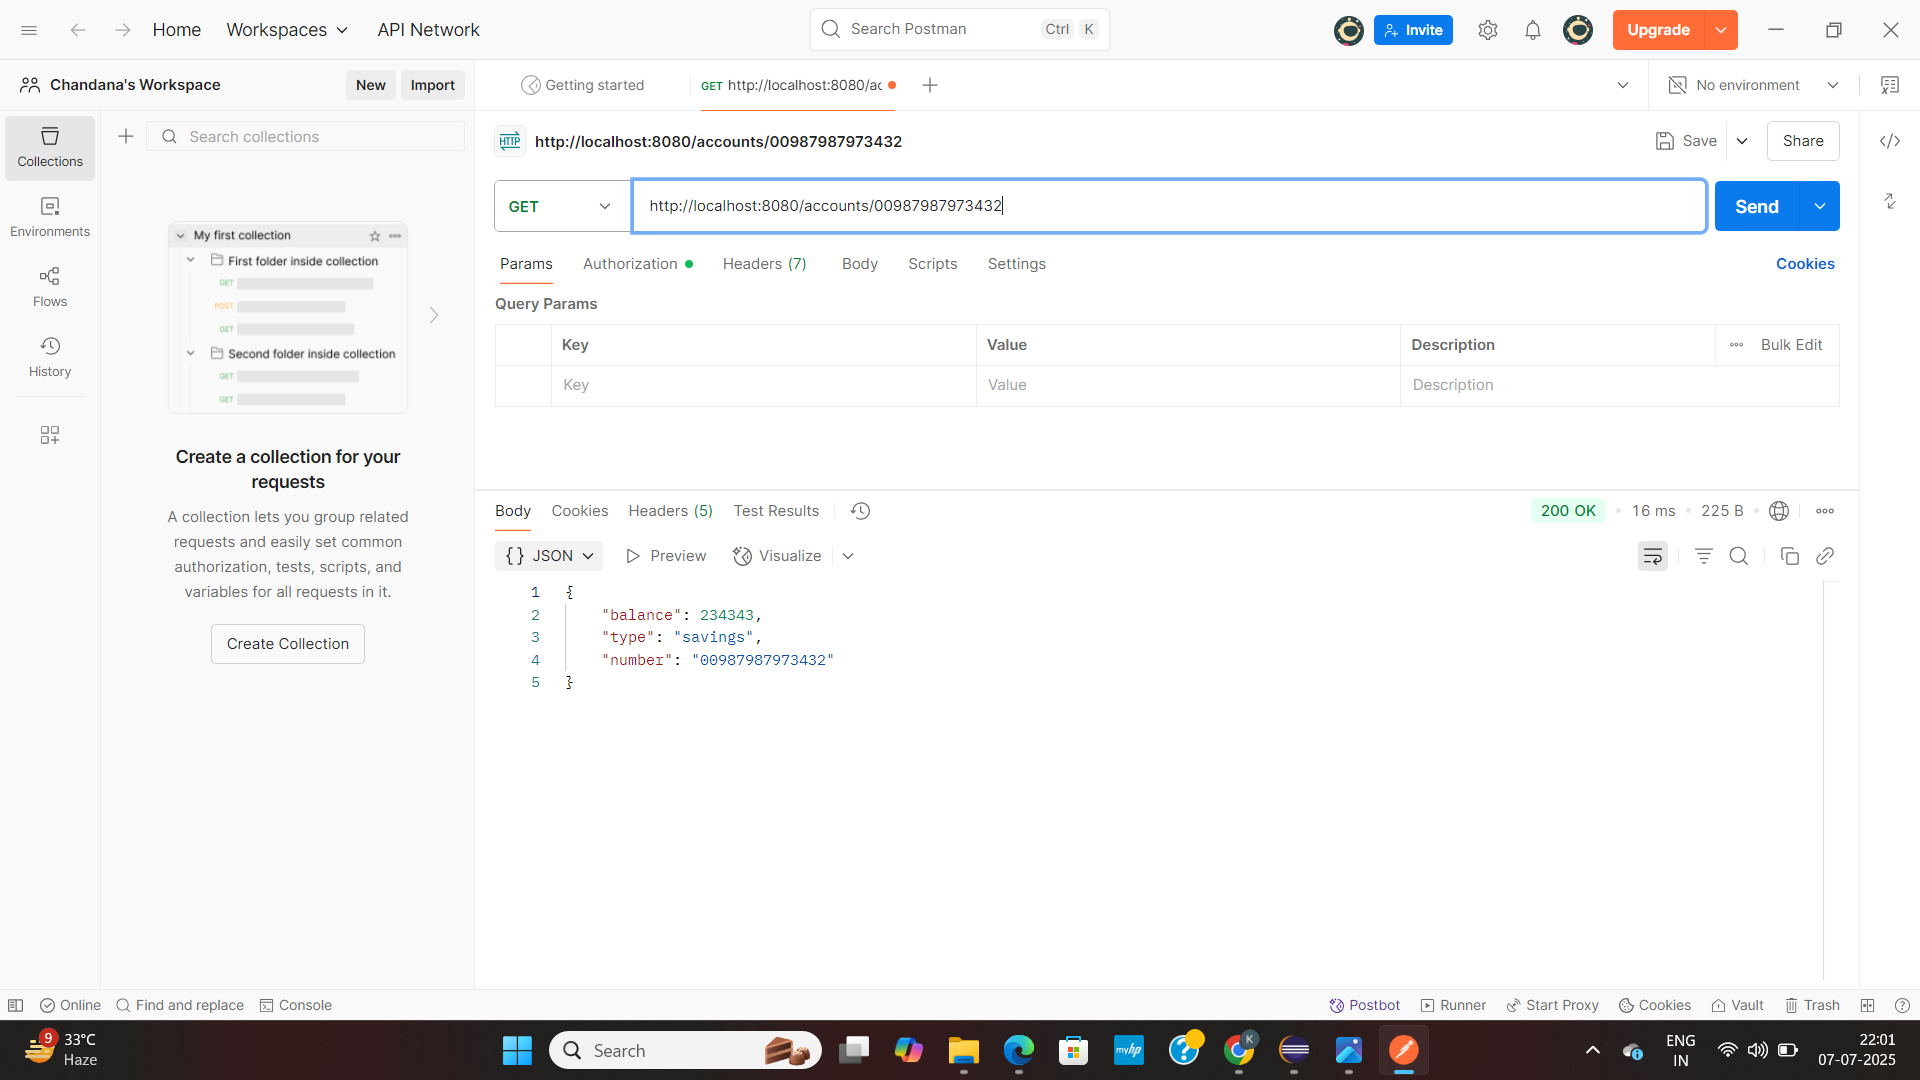 Home Workspaces API Network Search Postman Ctrl K Invite Upgrade
Chandana's Workspace New Import Getting started GET http://localhost:8080/ac No environment
Collections
Environments
Flows
History
Search collections
My first collection
First folder inside collection
GET
POST
GET
Second folder inside collection
GET
GET
Create a collection for your
requests
A collection lets you group related
requests and easily set common
authorization, tests, scripts, and
variables for all requests in it.
Create Collection
HTTP http://localhost:8080/accounts/00987987973432 Save Share
GET http://localhost:8080/accounts/00987987973432 Send
Params Authorization Headers (7) Body Scripts Settings Cookies
Query Params
Key Value Description Bulk Edit
Key Value Description
Body Cookies Headers (5) Test Results 200 OK 16 ms 225 B
{} JSON Preview Visualize
1 {
2 "balance": 234343,
3 "type": "savings",
4 "number": "00987987973432"
5 }
Online Find and replace Console Postbot Runner Start Proxy Cookies Vault Trash
9 33°C
Haze
Search
myhp
K
ENG
IN
22:01
07-07-2025